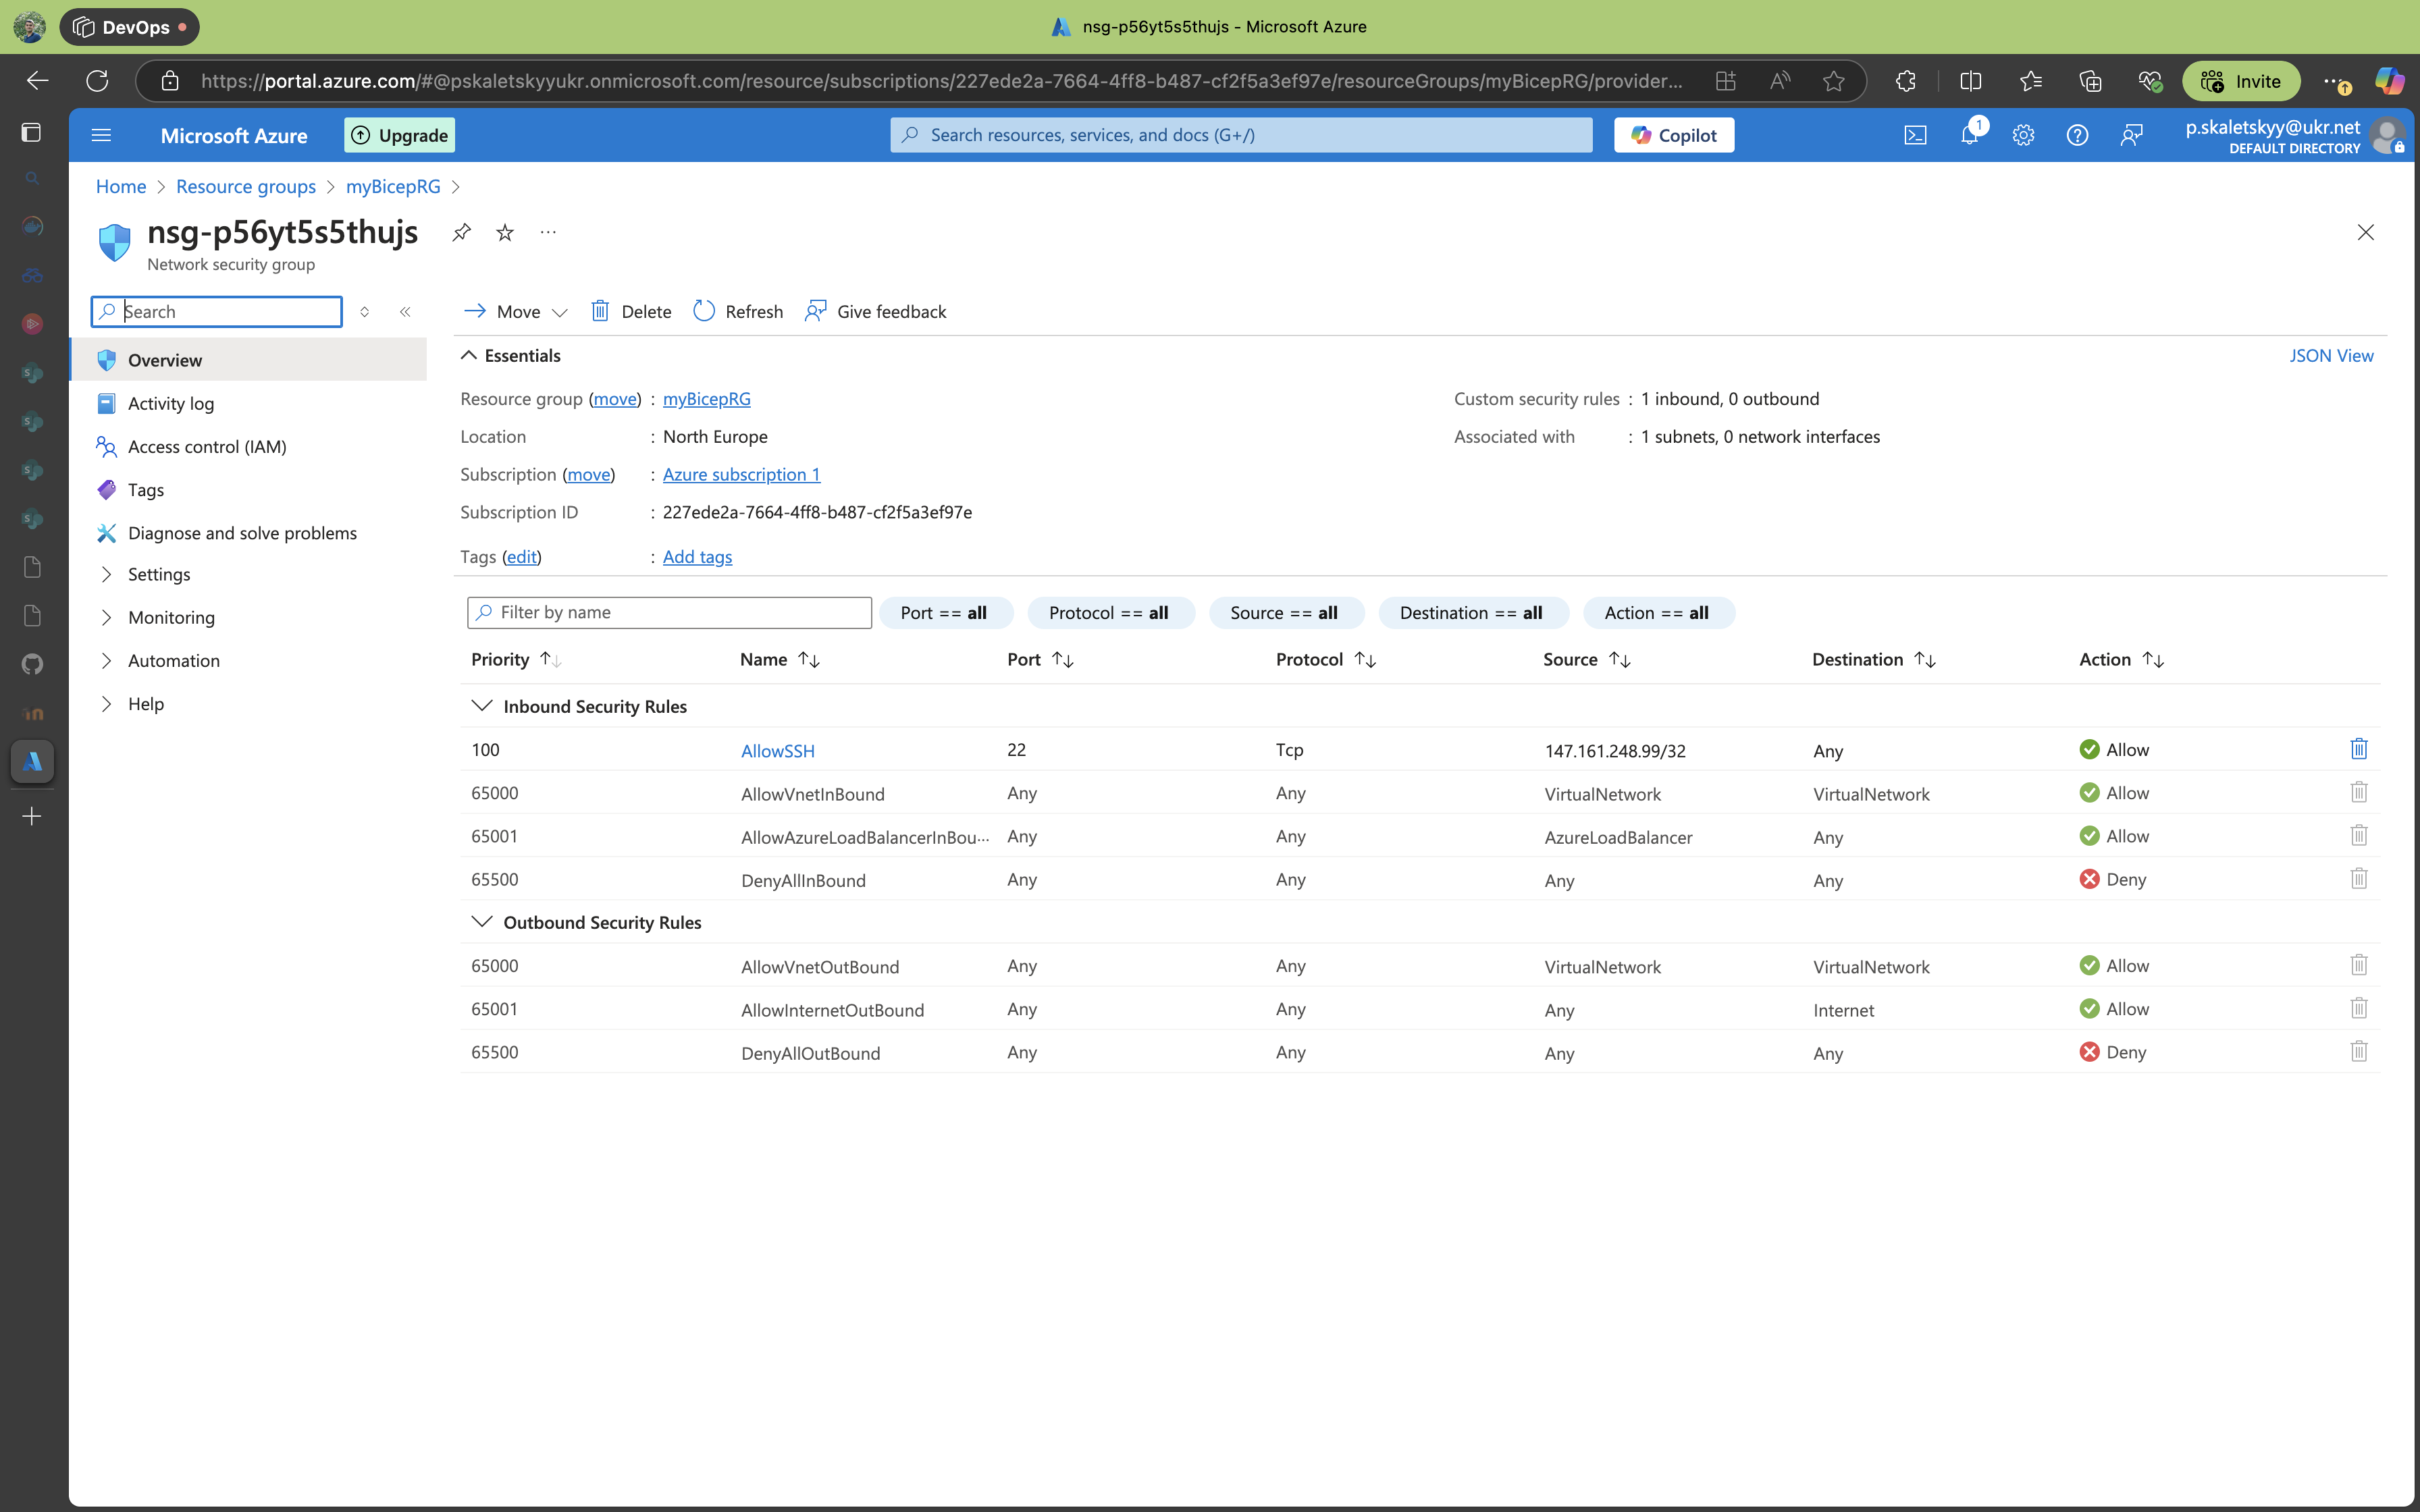 DevOps
nsg-p56yt5s5thujs - Microsoft Azure
https://portal.azure.com/#@pskaletskyyukr.onmicrosoft.com/resource/subscriptions/227ede2a-7664-4ff8-b487-cf2f5a3ef97e/resourceGroups/myBicepRG/provider...
Invite
Microsoft Azure
Upgrade
Search resources, services, and docs (G+/)
Copilot
1
p.skaletskyy@ukr.net
DEFAULT DIRECTORY
Home > Resource groups > myBicepRG >
nsg-p56yt5s5thujs
Network security group
Search
Overview
Activity log
Access control (IAM)
Tags
Diagnose and solve problems
Settings
Monitoring
Automation
Help
Move
Delete
Refresh
Give feedback
Essentials
JSON View
Resource group (move) : myBicepRG
Location : North Europe
Subscription (move) : Azure subscription 1
Subscription ID : 227ede2a-7664-4ff8-b487-cf2f5a3ef97e
Tags (edit) : Add tags
Custom security rules : 1 inbound, 0 outbound
Associated with : 1 subnets, 0 network interfaces
Filter by name
Port == all
Protocol == all
Source == all
Destination == all
Action == all
Priority Name Port Protocol Source Destination Action
Inbound Security Rules
100 AllowSSH 22 Tcp 147.161.248.99/32 Any Allow
65000 AllowVnetInBound Any Any VirtualNetwork VirtualNetwork Allow
65001 AllowAzureLoadBalancerInBou... Any Any AzureLoadBalancer Any Allow
65500 DenyAllInBound Any Any Any Any Deny
Outbound Security Rules
65000 AllowVnetOutBound Any Any VirtualNetwork VirtualNetwork Allow
65001 AllowInternetOutBound Any Any Any Internet Allow
65500 DenyAllOutBound Any Any Any Any Deny